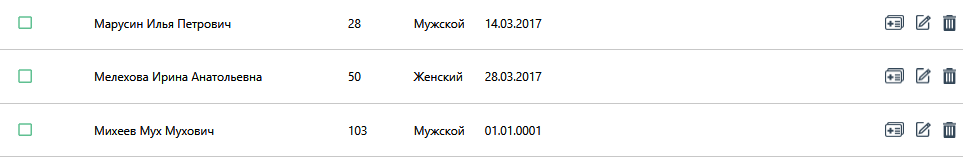 Марусин Илья Петрович 28 Мужской 14.03.2017
Мелехова Ирина Анатольевна 50 Женский 28.03.2017
Михеев Мух Мухович 103 Мужской 01.01.0001